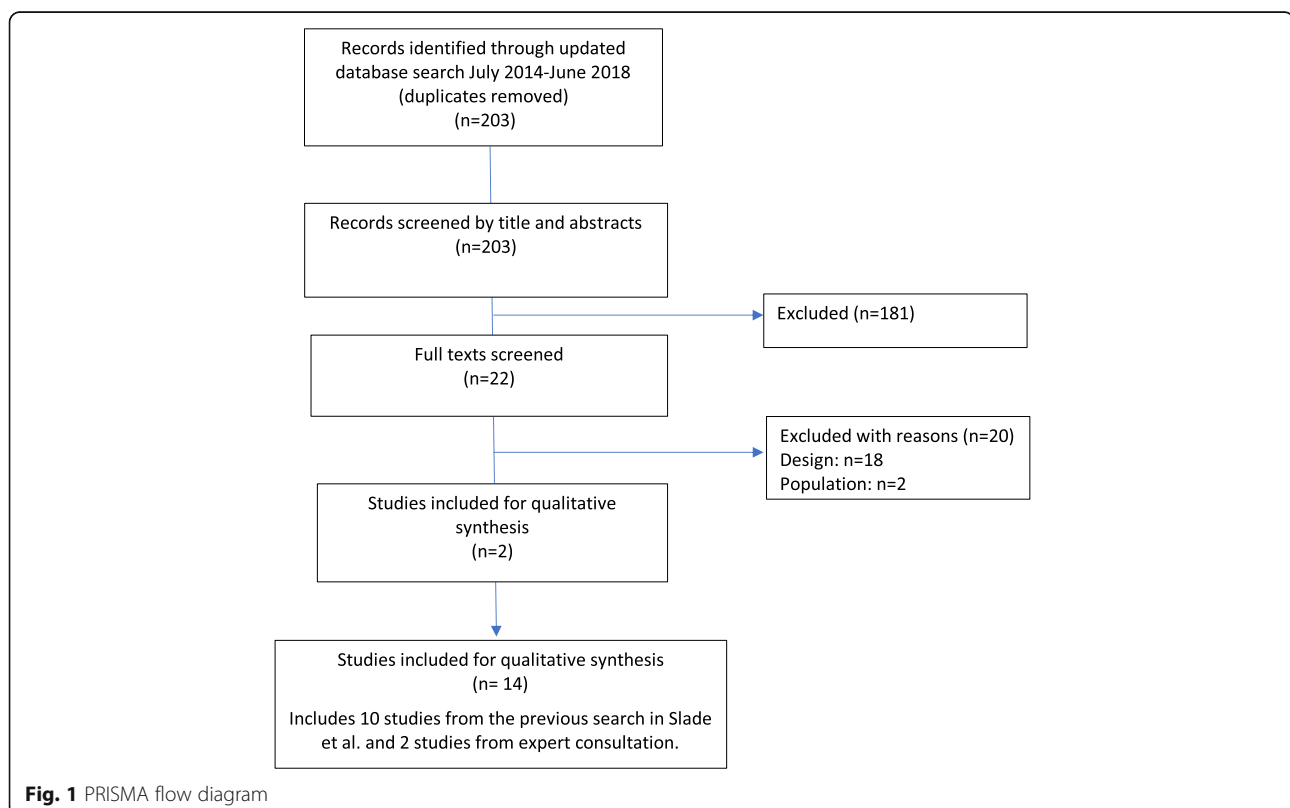 Records identified through updated
database search July 2014-June 2018
(duplicates removed)
(n=203)
Records screened by title and abstracts
(n=203)
Excluded (n=181)
Full texts screened
(n=22)
Excluded with reasons (n=20)
Design: n=18
Population: n=2
Studies included for qualitative
synthesis
(n=2)
Studies included for qualitative synthesis
(n= 14)
Includes 10 studies from the previous search in Slade
et al. and 2 studies from expert consultation.
Fig. 1 PRISMA flow diagram